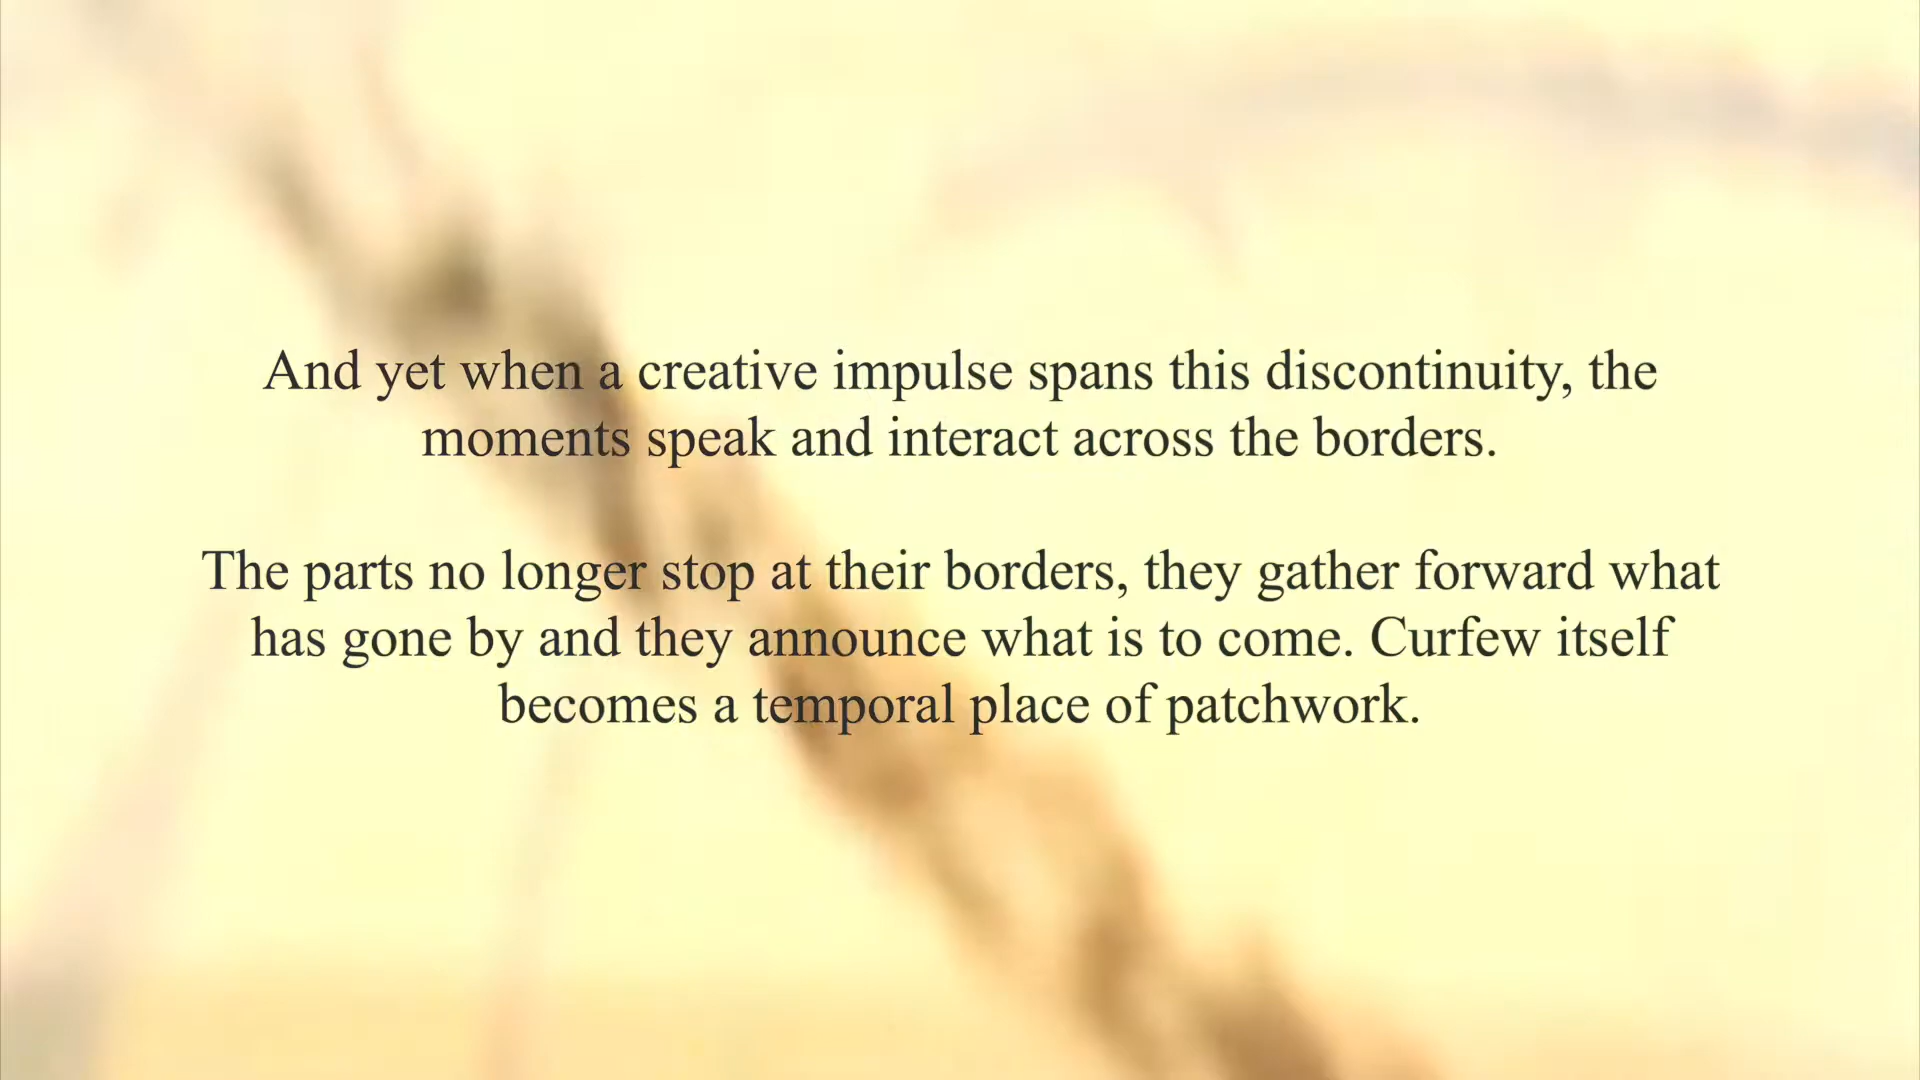 And yet when a creative impulse spans this discontinuity, the
moments speak and interact across the borders.
The parts no longer stop at their borders, they gather forward what
has gone by and they announce what is to come. Curfew itself
becomes a temporal place of patchwork.